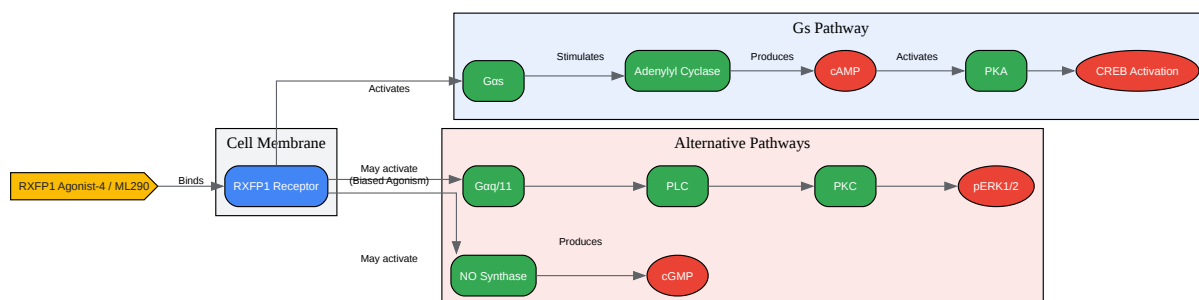 Gs Pathway
Gαs
Stimulates
Adenylyl Cyclase
Produces
cAMP
Activates
PKA
CREB Activation
Activates
Cell Membrane
RXFP1 Agonist-4 / ML290
Binds
RXFP1 Receptor
Alternative Pathways
May activate
(Biased Agonism)
Gαq/11
PLC
PKC
pERK1/2
May activate
NO Synthase
Produces
cGMP